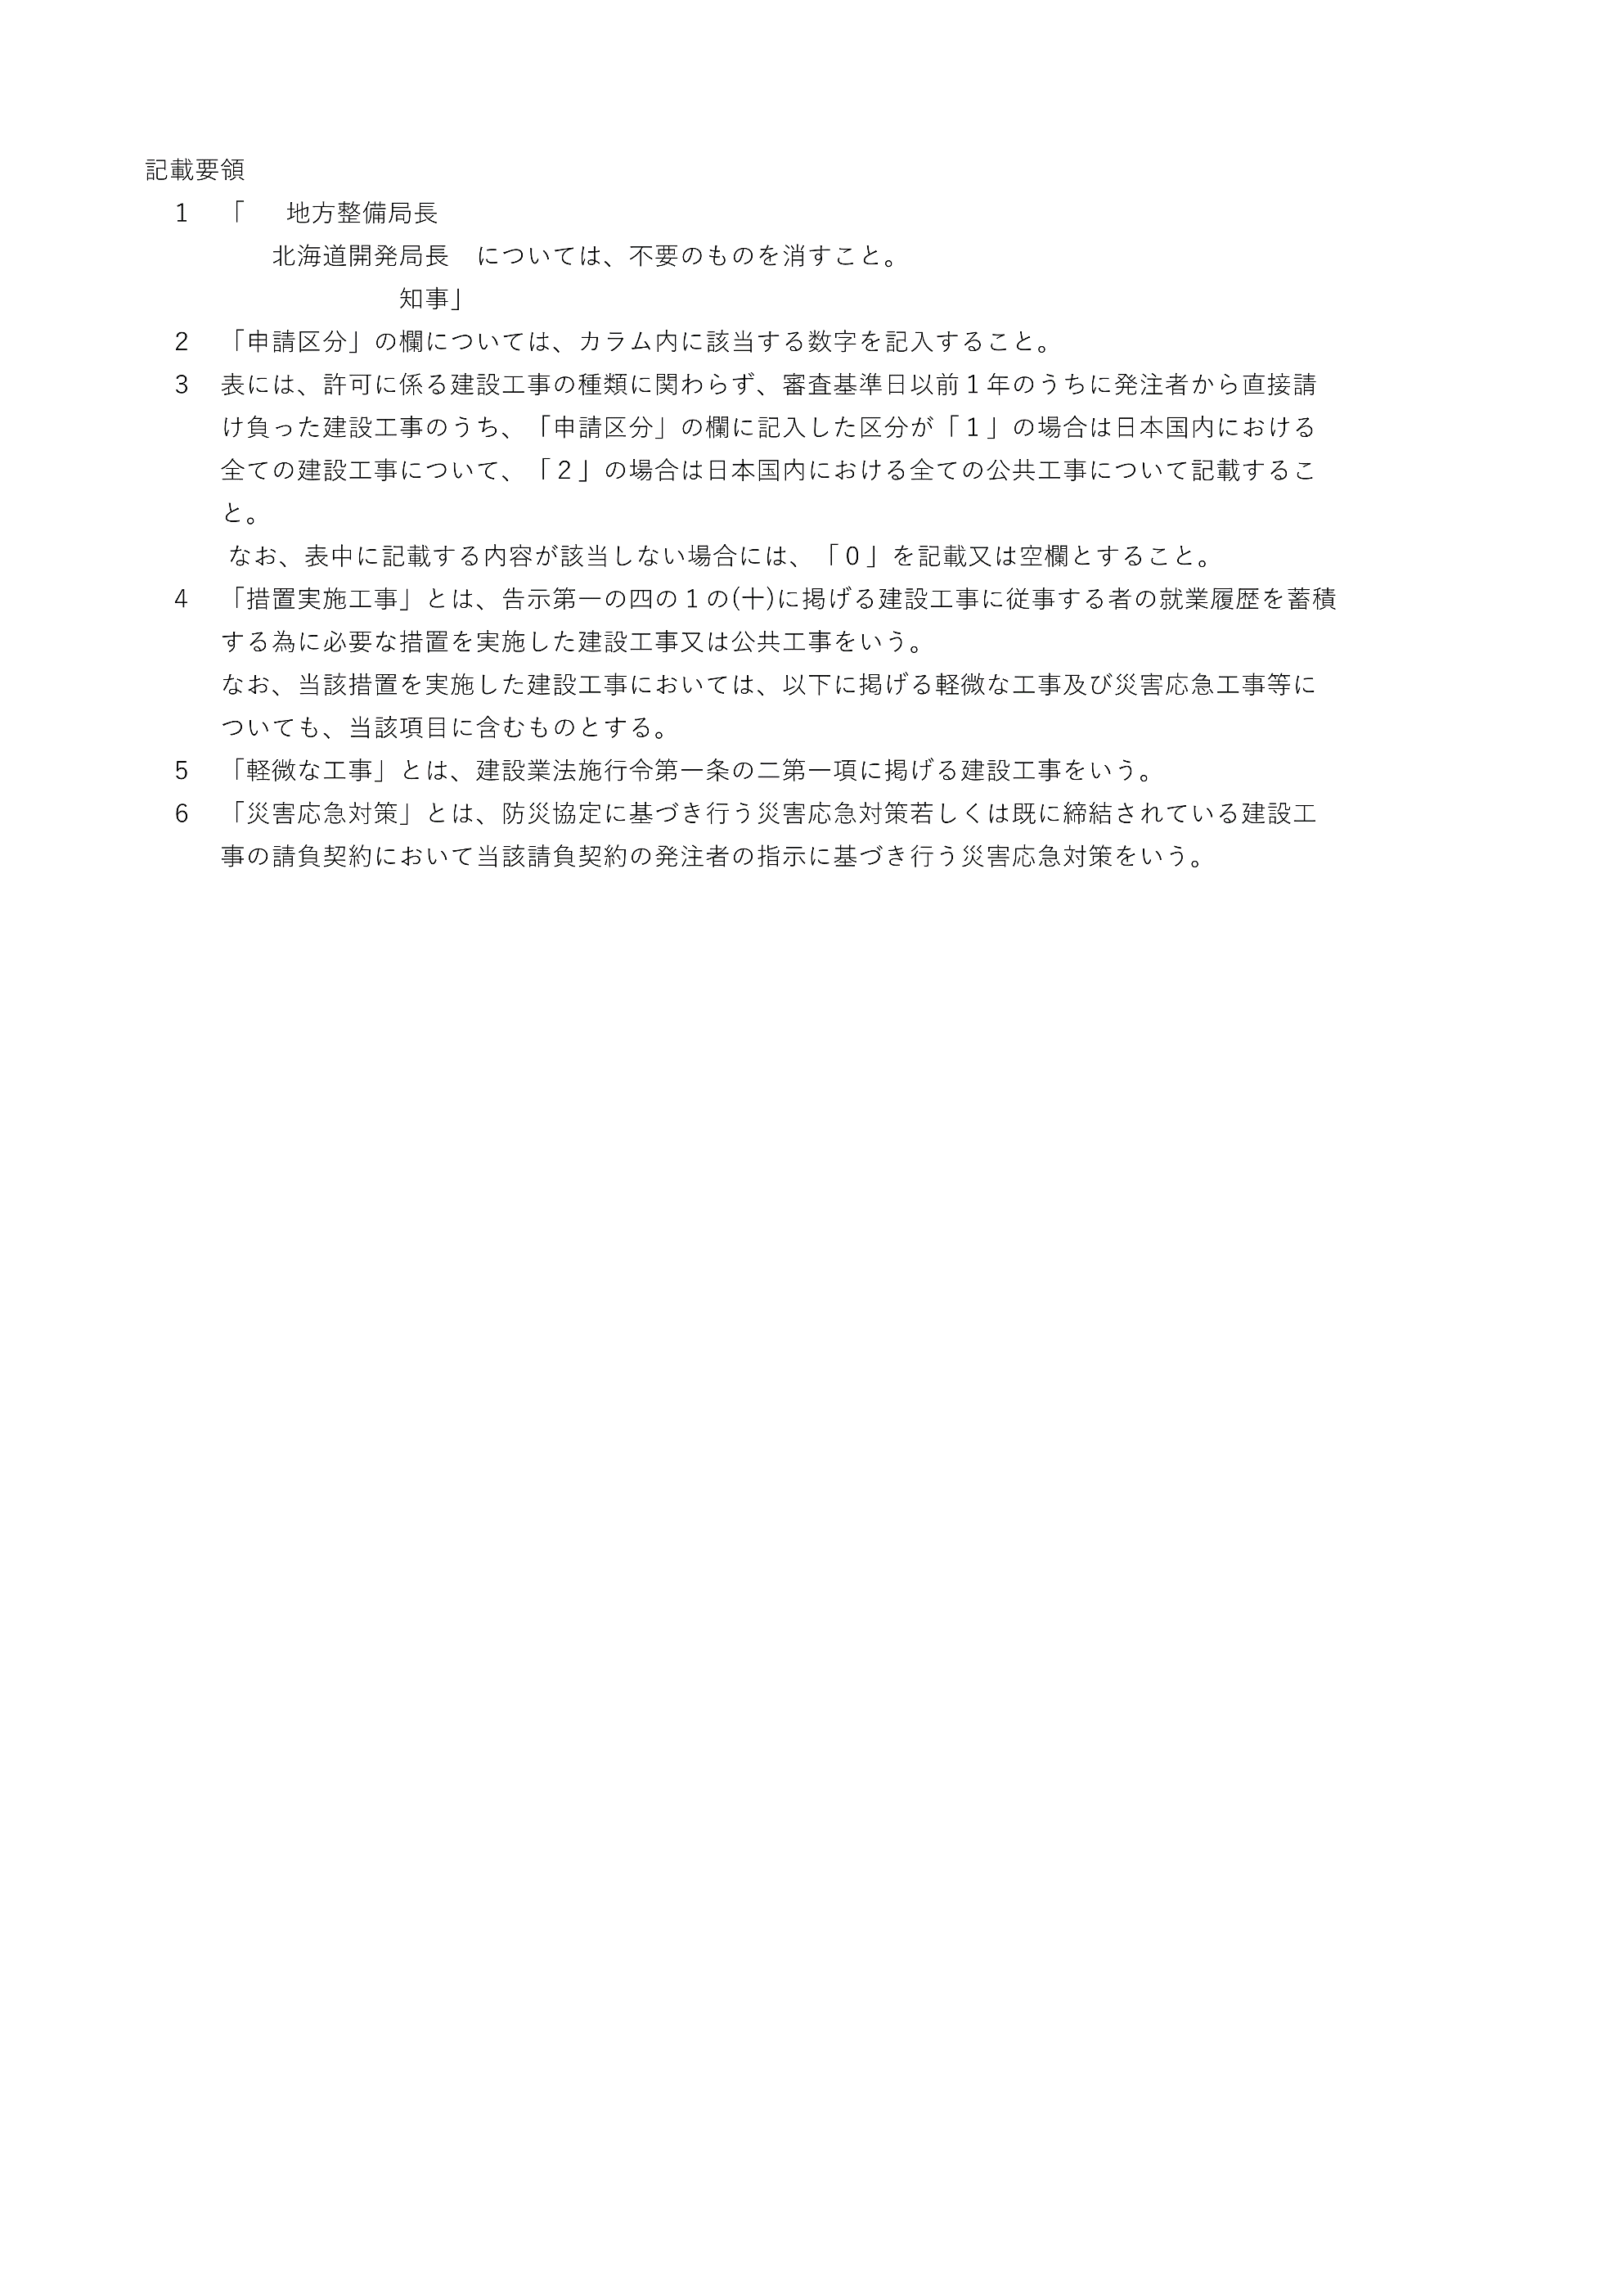 記載要領
1 「 地方整備局長
北海道開発局長 については、不要のものを消すこと。
知事」
2 「申請区分」の欄については、カラム内に該当する数字を記入すること。
3 表には、許可に係る建設工事の種類に関わらず、審査基準日以前１年のうちに発注者から直接請
け負った建設工事のうち、「申請区分」の欄に記入した区分が「１」の場合は日本国内における
全ての建設工事について、「２」の場合は日本国内における全ての公共工事について記載するこ
と。
なお、表中に記載する内容が該当しない場合には、「０」を記載又は空欄とすること。
4 「措置実施工事」とは、告示第一の四の１の(十)に掲げる建設工事に従事する者の就業履歴を蓄積
する為に必要な措置を実施した建設工事又は公共工事をいう。
なお、当該措置を実施した建設工事においては、以下に掲げる軽微な工事及び災害応急工事等に
ついても、当該項目に含むものとする。
5 「軽微な工事」とは、建設業法施行令第一条の二第一項に掲げる建設工事をいう。
6 「災害応急対策」とは、防災協定に基づき行う災害応急対策若しくは既に締結されている建設工
事の請負契約において当該請負契約の発注者の指示に基づき行う災害応急対策をいう。